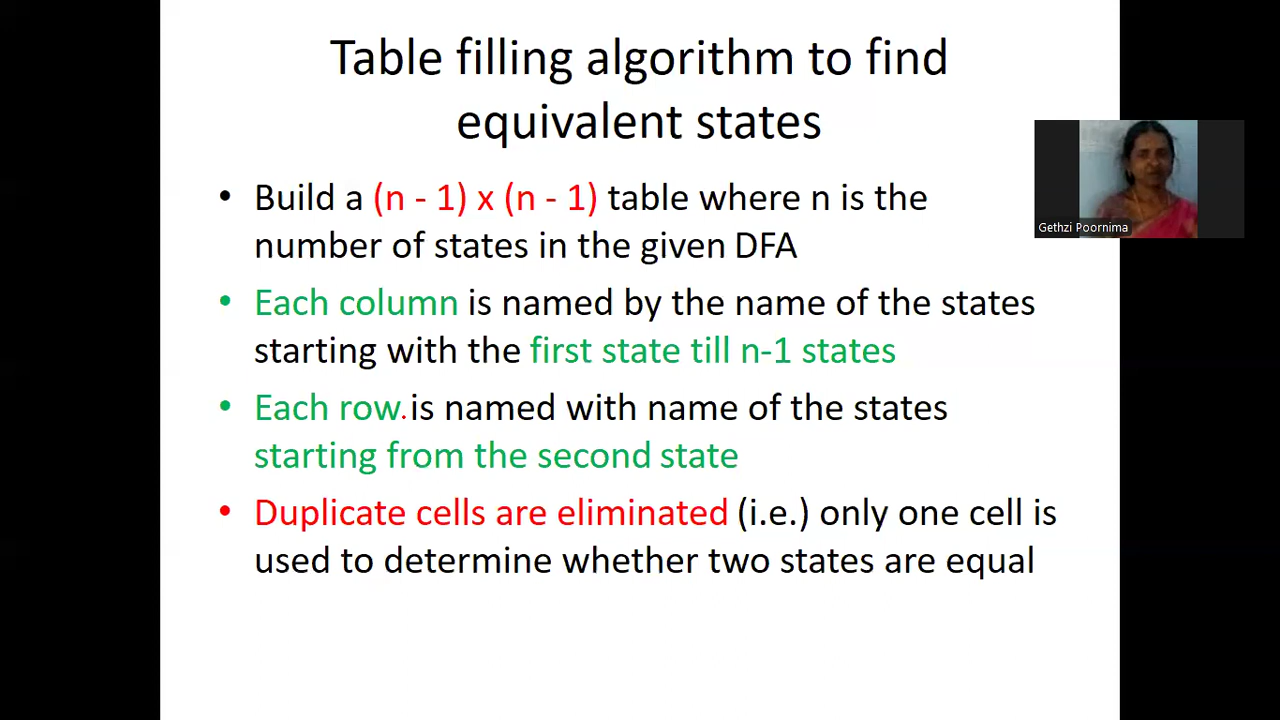 Table filling algorithm to find
equivalent states
• Build a (n - 1) x (n - 1) table where n is the
number of states in the given DFA
• Each column is named by the name of the states
starting with the first state till n-1 states
• Each row is named with name of the states
starting from the second state
• Duplicate cells are eliminated (i.e.) only one cell is
used to determine whether two states are equal
Gethzi Poornima